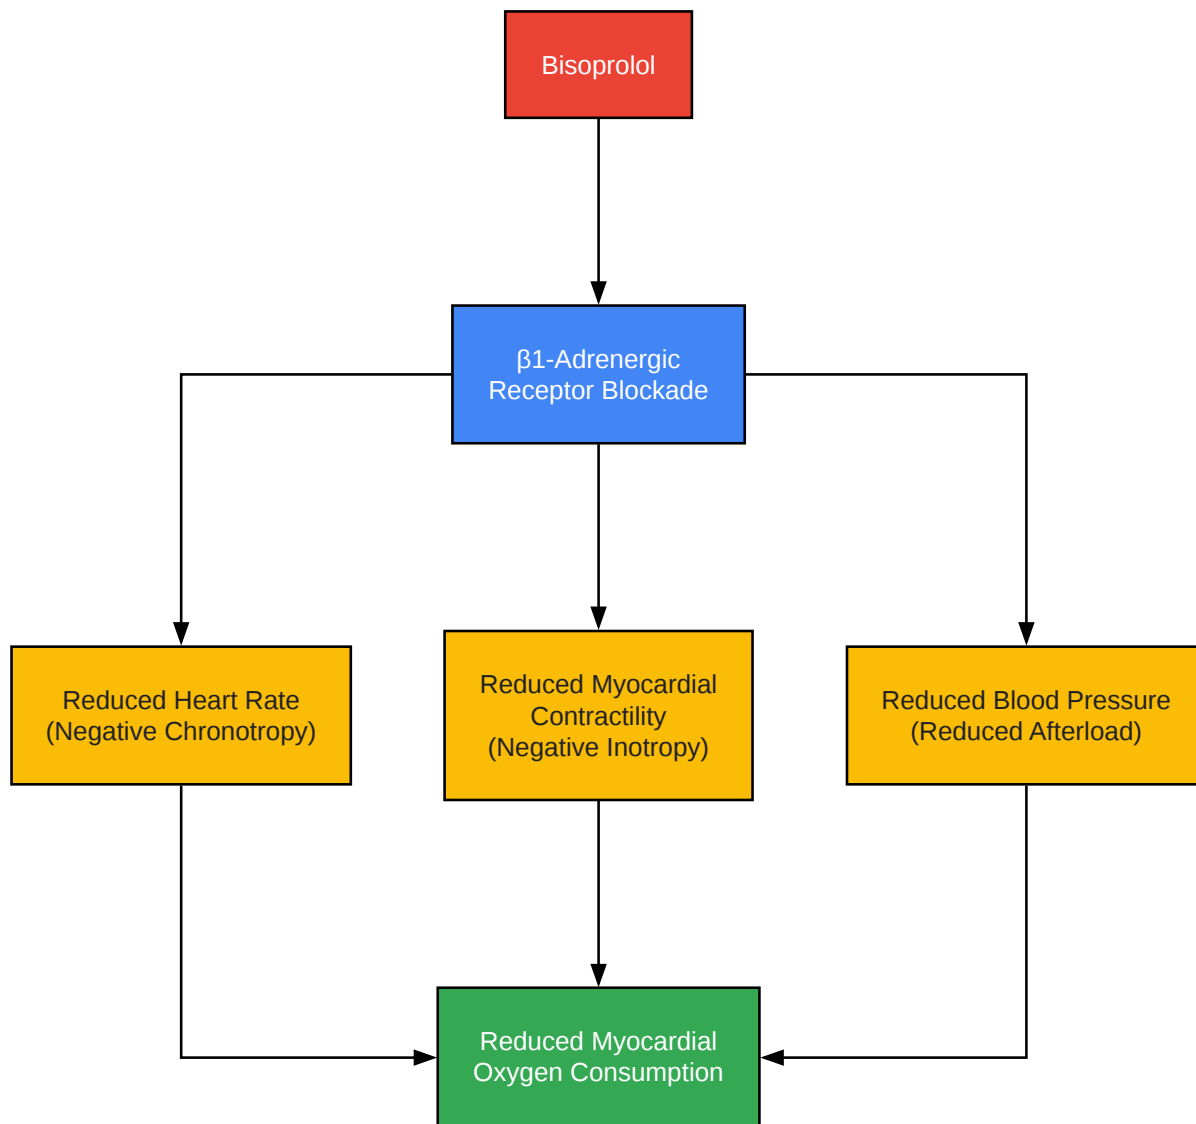 Bisoprolol
β1-Adrenergic
Receptor Blockade
Reduced Heart Rate
(Negative Chronotropy)
Reduced Myocardial
Contractility
(Negative Inotropy)
Reduced Blood Pressure
(Reduced Afterload)
Reduced Myocardial
Oxygen Consumption